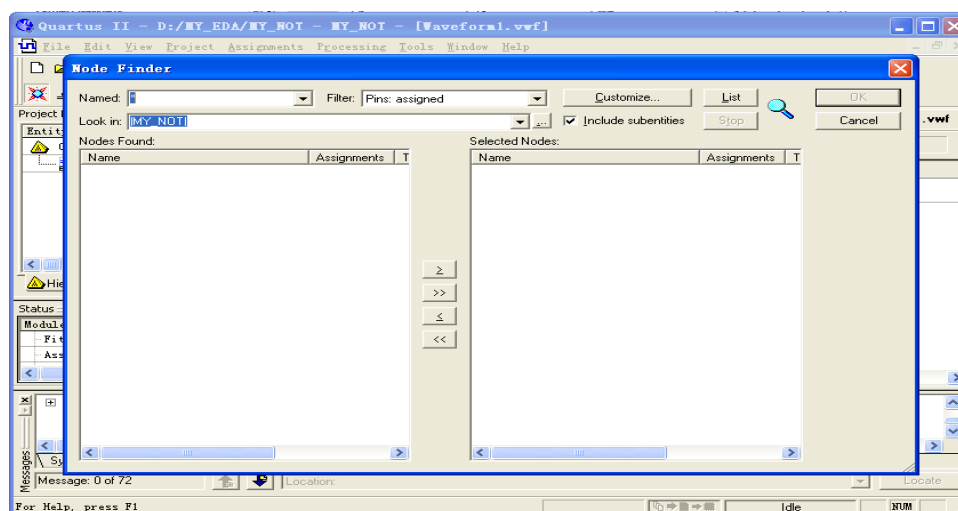 Quartus II - D:/MY_EDA/MY_NOT - MY_NOT - [Waveform1.vwf]
File Edit View Project Assignments Processing Tools Window Help
Node Finder
Named: * Filter: Pins: assigned Customize... List OK
Look in: |MY_NOT| ... Include subentities Stop Cancel
Project .vwf
Entit
Nodes Found: Selected Nodes:
Name Assignments T Name Assignments T
≥
>>
≤
<<
Hie
Status
Module
Fit
Ass
Messages
Sy
Message: 0 of 72 Location: Locate
For Help, press F1 Idle NUM